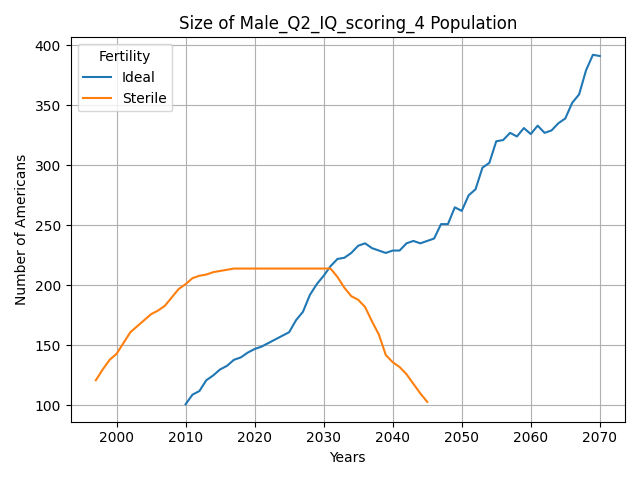 Size of Male_Q2_IQ_scoring_4 Population
Fertility
Ideal
Sterile
Number of Americans
400
350
300
250
200
150
100
2000 2010 2020 2030 2040 2050 2060 2070
Years